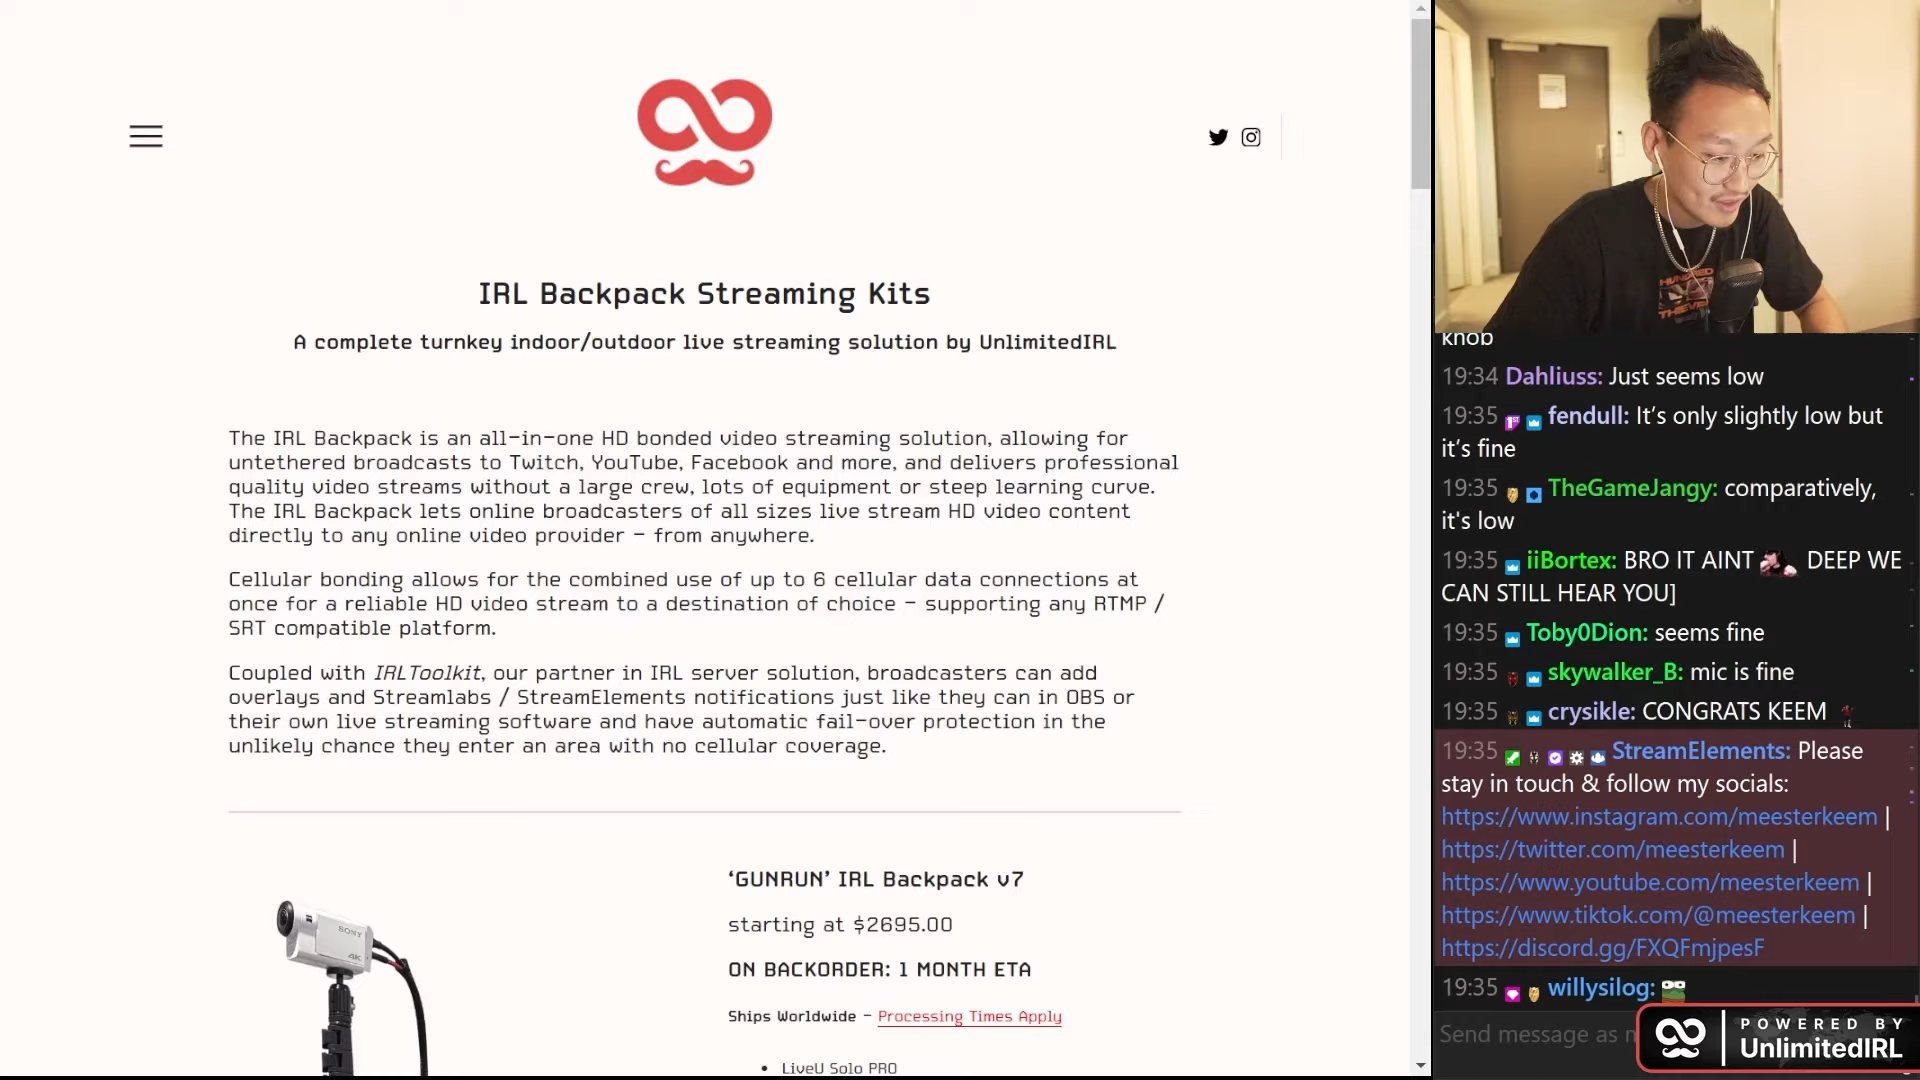 IRL Backpack Streaming Kits
A complete turnkey indoor/outdoor live streaming solution by UnlimitedIRL
The IRL Backpack is an all-in-one HD bonded video streaming solution, allowing for
untethered broadcasts to Twitch, YouTube, Facebook and more, and delivers professional
quality video streams without a large crew, lots of equipment or steep learning curve.
The IRL Backpack lets online broadcasters of all sizes live stream HD video content
directly to any online video provider - from anywhere.
Cellular bonding allows for the combined use of up to 6 cellular data connections at
once for a reliable HD video stream to a destination of choice - supporting any RTMP /
SRT compatible platform.
Coupled with IRLToolkit, our partner in IRL server solution, broadcasters can add
overlays and Streamlabs / StreamElements notifications just like they can in OBS or
their own live streaming software and have automatic fail-over protection in the
unlikely chance they enter an area with no cellular coverage.
SONY
4K
‘GUNRUN’ IRL Backpack v7
starting at $2695.00
ON BACKORDER: 1 MONTH ETA
Ships Worldwide - Processing Times Apply
• LiveU Solo PRO
HUNDRED
THIEVES
knob
19:34 Dahliuss: Just seems low
19:35 fendull: It’s only slightly low but
it’s fine
19:35 TheGameJangy: comparatively,
it's low
19:35 iiBortex: BRO IT AINT DEEP WE
CAN STILL HEAR YOU]
19:35 Toby0Dion: seems fine
19:35 skywalker_B: mic is fine
19:35 crysikle: CONGRATS KEEM
19:35 StreamElements: Please
stay in touch & follow my socials:
https://www.instagram.com/meesterkeem |
https://twitter.com/meesterkeem |
https://www.youtube.com/meesterkeem |
https://www.tiktok.com/@meesterkeem |
https://discord.gg/FXQFmjpesF
19:35 willysilog:
Send message as
POWERED BY
UnlimitedIRL